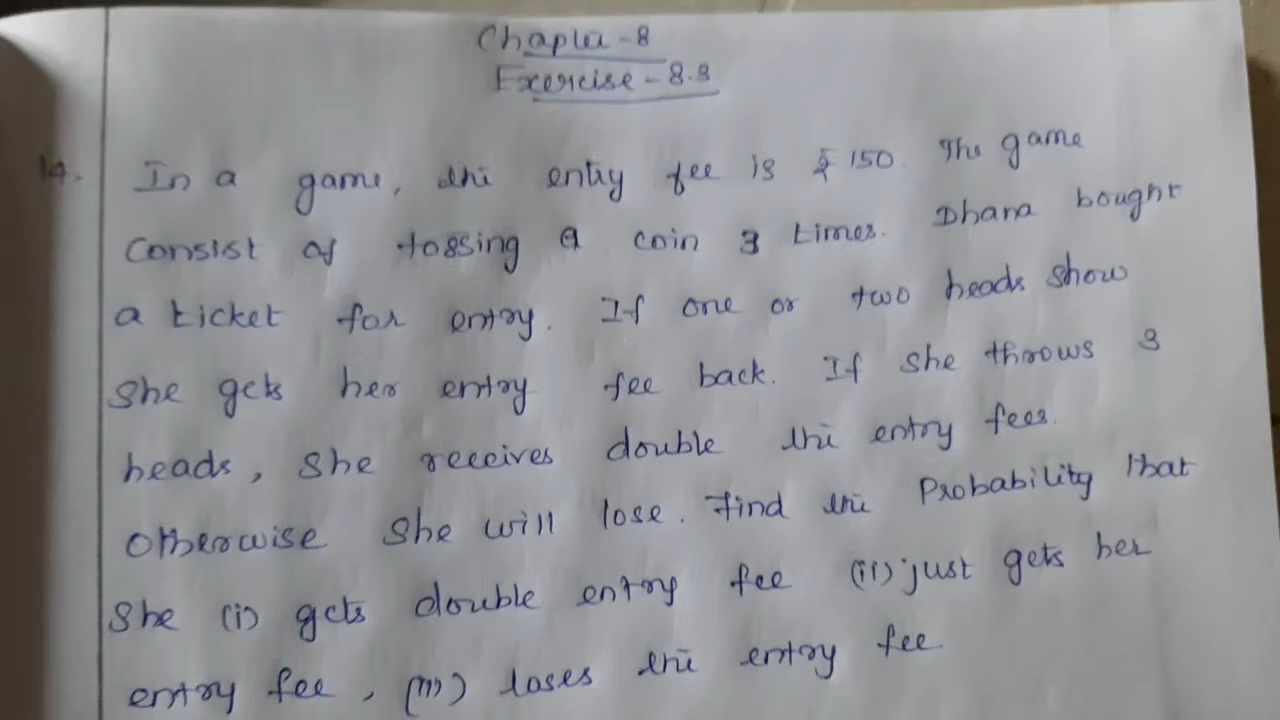 Chapter - 8
Exercise - 8.3
14. In a game, the entry fee is ₹ 150. The game
consist of tossing a coin 3 times. Dhana bought
a ticket for entry. If one or two heads show
she gets her entry fee back. If she throws 3
heads, she receives double the entry fees.
Otherwise she will lose. Find the Probability that
she (i) gets double entry fee (ii) just gets her
entry fee, (iii) loses the entry fee.